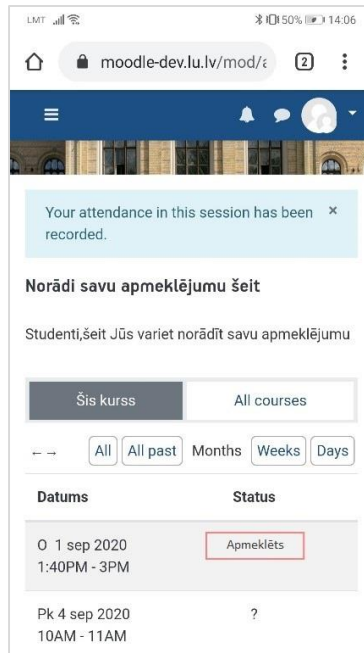 LMT 50% 14:06
moodle-dev.lu.lv/mod/a 2
Your attendance in this session has been ×
recorded.
Norādi savu apmeklējumu šeit
Studenti,šeit Jūs variet norādīt savu apmeklējumu
Šis kurss All courses
←→ All All past Months Weeks Days
Datums Status
O 1 sep 2020 Apmeklēts
1:40PM - 3PM
Pk 4 sep 2020 ?
10AM - 11AM